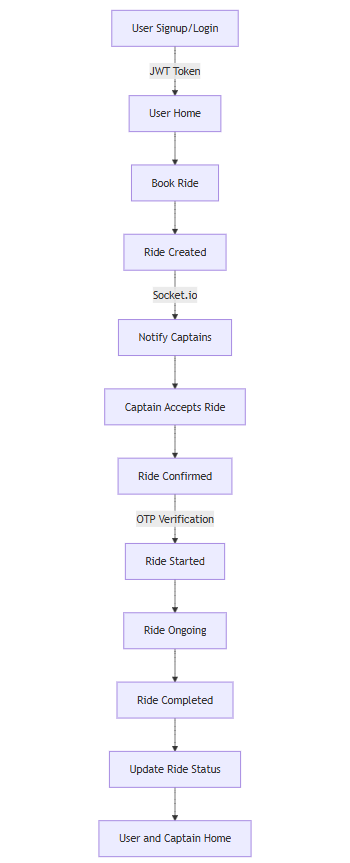 User Signup/Login
JWT Token
User Home
Book Ride
Ride Created
Socket.io
Notify Captains
Captain Accepts Ride
Ride Confirmed
OTP Verification
Ride Started
Ride Ongoing
Ride Completed
Update Ride Status
User and Captain Home